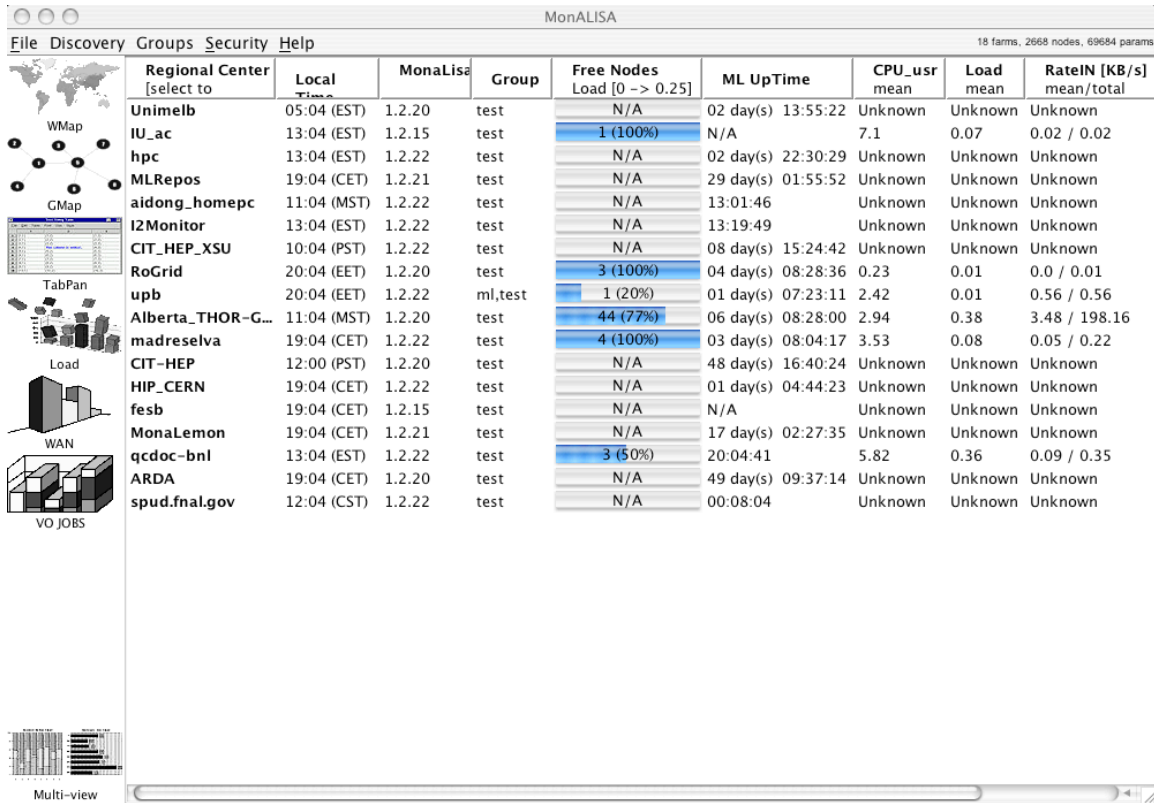 MonALISA
File Discovery Groups Security Help 18 farms, 2668 nodes, 69684 params
Regional Center [select to Local Time MonaLisa Group Free Nodes Load [0 -> 0.25] ML UpTime CPU_usr mean Load mean RateIN [KB/s] mean/total
Unimelb 05:04 (EST) 1.2.20 test N/A 02 day(s) 13:55:22 Unknown Unknown Unknown
IU_ac 13:04 (EST) 1.2.15 test 1 (100%) N/A 7.1 0.07 0.02 / 0.02
hpc 13:04 (EST) 1.2.22 test N/A 02 day(s) 22:30:29 Unknown Unknown Unknown
MLRepos 19:04 (CET) 1.2.21 test N/A 29 day(s) 01:55:52 Unknown Unknown Unknown
aidong_homepc 11:04 (MST) 1.2.22 test N/A 13:01:46 Unknown Unknown Unknown
I2Monitor 13:04 (EST) 1.2.22 test N/A 13:19:49 Unknown Unknown Unknown
CIT_HEP_XSU 10:04 (PST) 1.2.22 test N/A 08 day(s) 15:24:42 Unknown Unknown Unknown
RoGrid 20:04 (EET) 1.2.20 test 3 (100%) 04 day(s) 08:28:36 0.23 0.01 0.0 / 0.01
upb 20:04 (EET) 1.2.22 ml,test 1 (20%) 01 day(s) 07:23:11 2.42 0.01 0.56 / 0.56
Alberta_THOR-G... 11:04 (MST) 1.2.20 test 44 (77%) 06 day(s) 08:28:00 2.94 0.38 3.48 / 198.16
madreselva 19:04 (CET) 1.2.22 test 4 (100%) 03 day(s) 08:04:17 3.53 0.08 0.05 / 0.22
CIT-HEP 12:00 (PST) 1.2.20 test N/A 48 day(s) 16:40:24 Unknown Unknown Unknown
HIP_CERN 19:04 (CET) 1.2.22 test N/A 01 day(s) 04:44:23 Unknown Unknown Unknown
fesb 19:04 (CET) 1.2.15 test N/A N/A Unknown Unknown Unknown
MonaLemon 19:04 (CET) 1.2.21 test N/A 17 day(s) 02:27:35 Unknown Unknown Unknown
qcdoc-bnl 13:04 (EST) 1.2.22 test 3 (50%) 20:04:41 5.82 0.36 0.09 / 0.35
ARDA 19:04 (CET) 1.2.20 test N/A 49 day(s) 09:37:14 Unknown Unknown Unknown
spud.fnal.gov 12:04 (CST) 1.2.22 test N/A 00:08:04 Unknown Unknown Unknown
WMap
GMap
TabPan
Load
WAN
VO JOBS
Multi-view